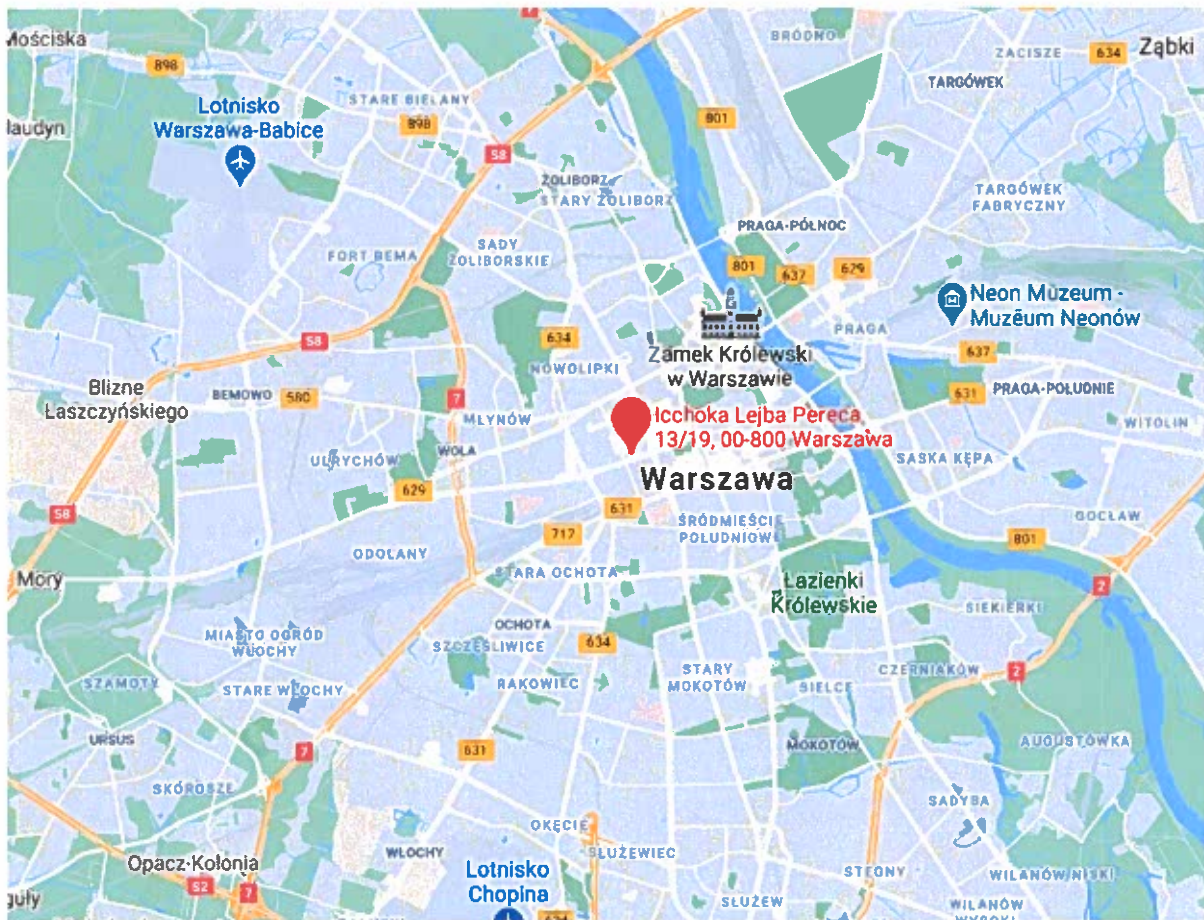 Mościska
BRÓDNO
ZACISZE
634
Ząbki
898
TARGÓWEK
STARE BIELANY
Lotnisko
Warszawa-Babice
898
801
laudyn
S8
ŻOLIBORZ
STARY ŻOLIBORZ
TARGÓWEK
FABRYCZNY
PRAGA-PÓŁNOC
FORT BEMA
SADY
ŻOLIBORSKIE
801
637
629
Neon Muzeum -
Muzeum Neonów
PRAGA
634
S8
Zamek Królewski
w Warszawie
637
NOWOLIPKI
Blizne
Łaszczyńskiego
BEMOWO
580
7
631
PRAGA-POŁUDNIE
MŁYNÓW
Icchoka Lejba Pereca,
13/19, 00-800 Warszawa
WITOLIN
WOLA
ULRYCHÓW
SASKA KĘPA
Warszawa
629
S8
631
ŚRÓDMIEŚCIE
POŁUDNIOW
GOCŁAW
717
801
ODOLANY
Mory
STARA OCHOTA
Łazienki
Królewskie
2
SIEKIERKI
OCHOTA
MIASTO OGRÓD
WŁOCHY
SZCZĘŚLIWICE
634
STARY
MOKOTÓW
CZERNIAKÓW
2
SZAMOTY
STARE WŁOCHY
RAKOWIEC
SIELCE
URSUS
7
631
MOKOTÓW
AUGUSTÓWKA
SKOROSZE
SADYBA
OKĘCIE
WŁOCHY
SŁUŻEWIEC
Opacz-Kolonia
Lotnisko
Chopina
STEGNY
WILANÓW NISKI
S2
7
SŁUŻEW
WILANÓW
guły
634